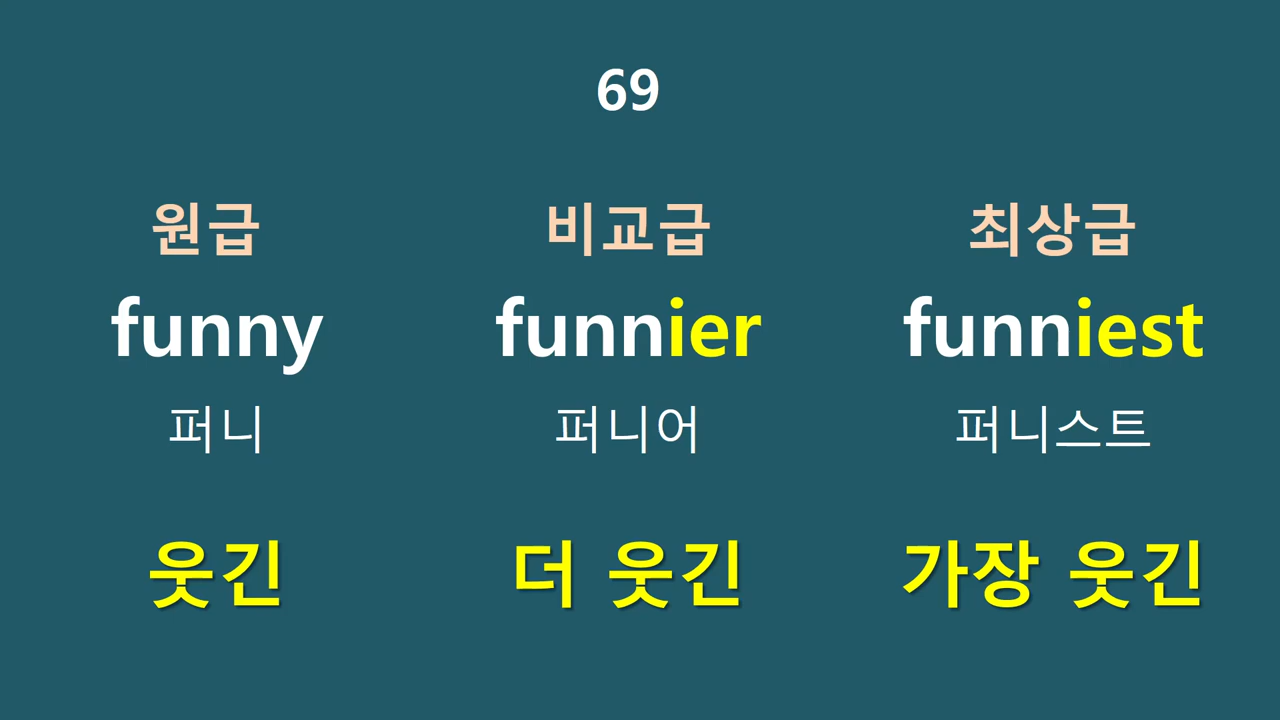 69
원급 비교급 최상급
funny funnier funniest
퍼니 퍼니어 퍼니스트
웃긴 더 웃긴 가장 웃긴